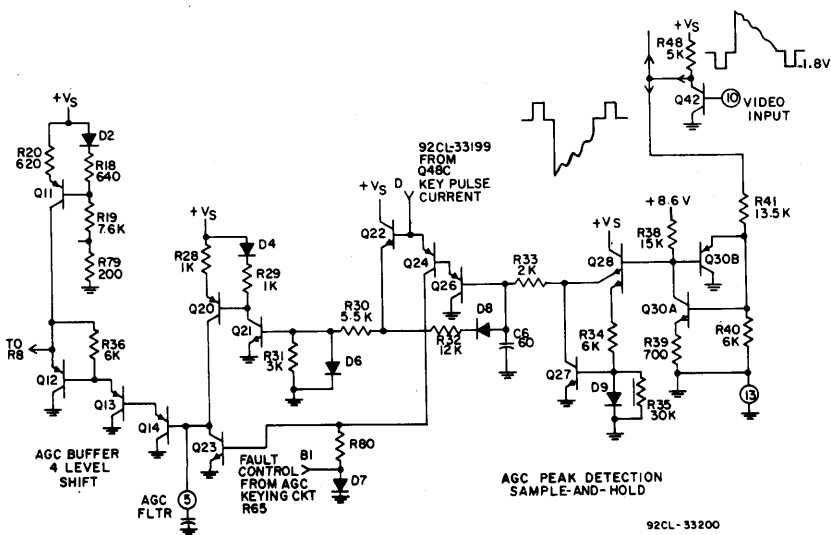 +VS
R48
5K
-1.8V
Q42
10
VIDEO
INPUT
+VS
D2
R20
620
R18
640
Q11
R19
7.6K
R79
200
92CL-33199
FROM
Q48C
KEY PULSE
CURRENT
D
+VS
Q22
Q24
Q26
R33
2K
+VS
Q28
+8.6V
R38
15K
R41
13.5K
Q30B
Q30A
+VS
D4
R28
1K
R29
1K
Q20
Q21
R30
5.5K
R31
3K
D6
R32
12K
D8
C6
60
R34
6K
Q27
D9
R35
30K
R39
700
R40
6K
13
TO
R8
R36
6K
Q12
Q13
Q14
Q23
R80
AGC BUFFER
4 LEVEL
SHIFT
AGC
FLTR
5
FAULT
CONTROL
FROM AGC
KEYING CKT
R65
B1
D7
AGC PEAK DETECTION
SAMPLE-AND-HOLD
92CL-33200